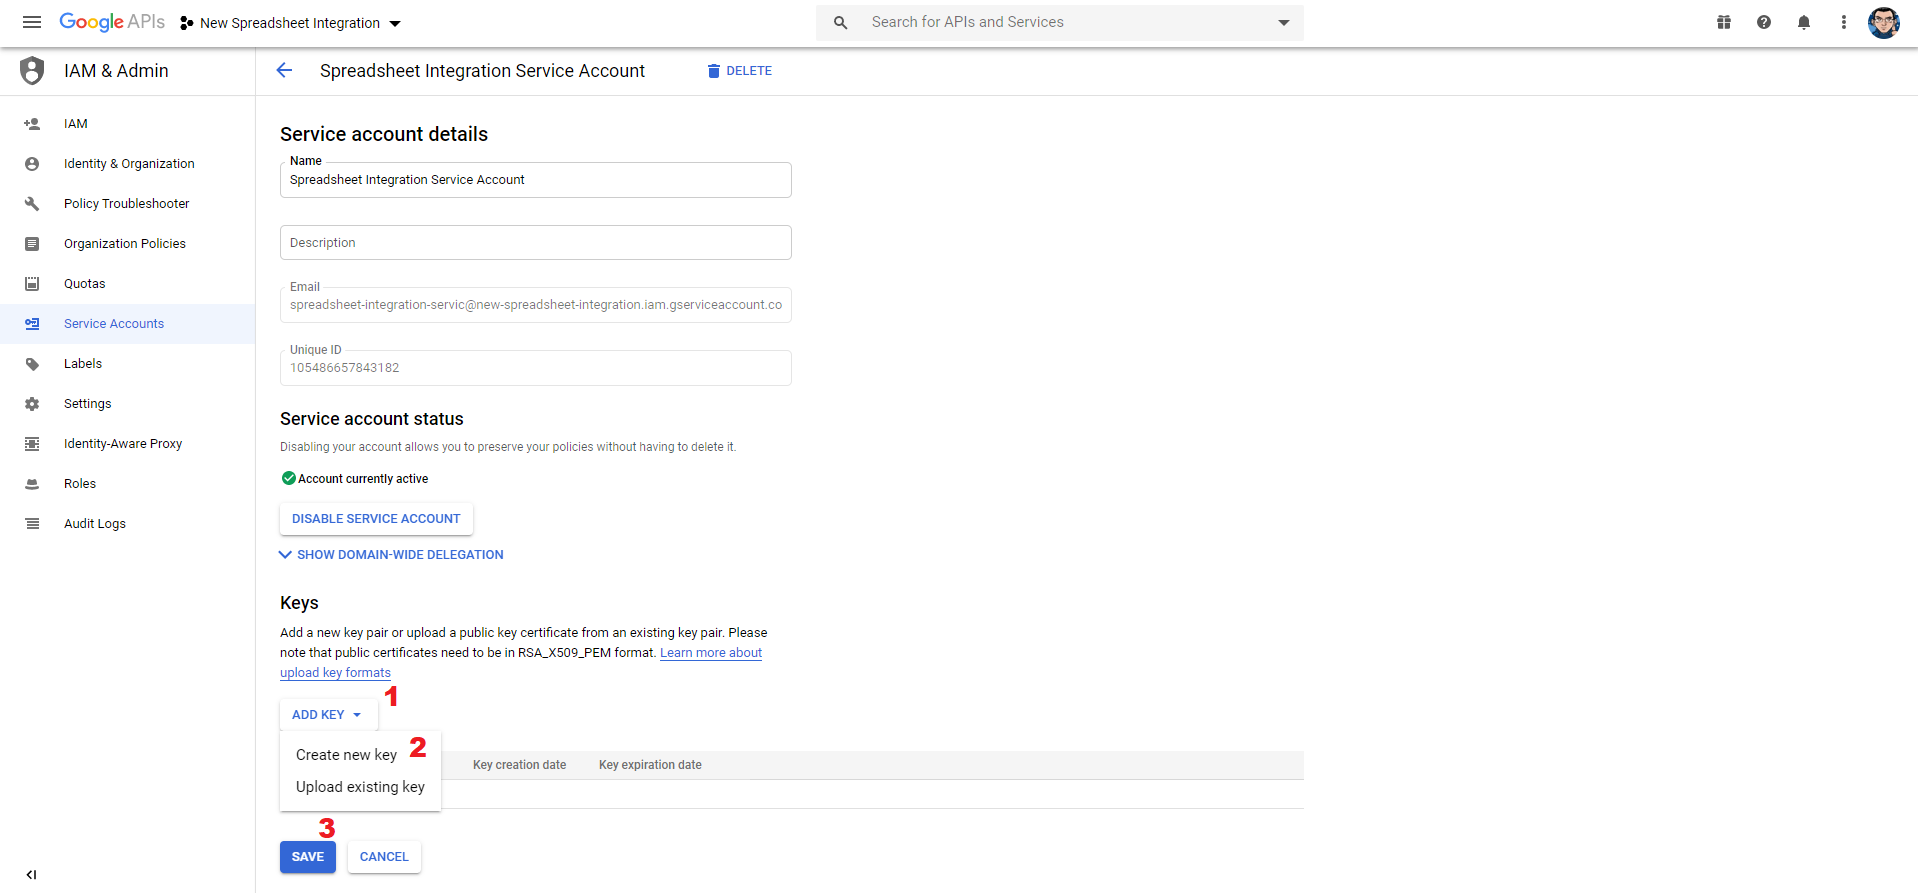 Google APIs
New Spreadsheet Integration
Search for APIs and Services
IAM & Admin
Spreadsheet Integration Service Account
DELETE
IAM
Identity & Organization
Policy Troubleshooter
Organization Policies
Quotas
Service Accounts
Labels
Settings
Identity-Aware Proxy
Roles
Audit Logs
Service account details
Name
Spreadsheet Integration Service Account
Description
Email
spreadsheet-integration-servic@new-spreadsheet-integration.iam.gserviceaccount.co
Unique ID
105486657843182
Service account status
Disabling your account allows you to preserve your policies without having to delete it.
Account currently active
DISABLE SERVICE ACCOUNT
SHOW DOMAIN-WIDE DELEGATION
Keys
Add a new key pair or upload a public key certificate from an existing key pair. Please
note that public certificates need to be in RSA_X509_PEM format. Learn more about
upload key formats
1
ADD KEY
Create new key 2
Upload existing key
Key creation date
Key expiration date
3
SAVE
CANCEL